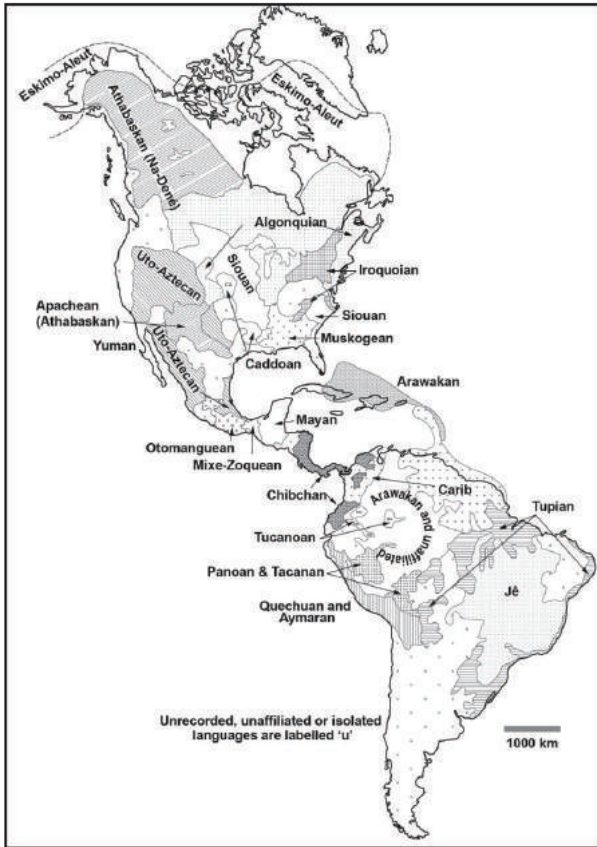 Eskimo-Aleut
Eskimo-Aleut
Athabaskan (Na-Dené)
Algonquian
Siouan
Uto-Aztecan
Iroquoian
Apachean
(Athabaskan)
Siouan
Yuman
Muskogean
Uto-Aztecan
Caddoan
Arawakan
Mayan
Otomanguean
Mixe-Zoquean
Chibchan
Carib
Arawakan and
unaffiliated
Tupian
Tucanoan
Panoan & Tacanan
Jê
Quechuan and
Aymaran
Unrecorded, unaffiliated or isolated
languages are labelled ‘u’
1000 km